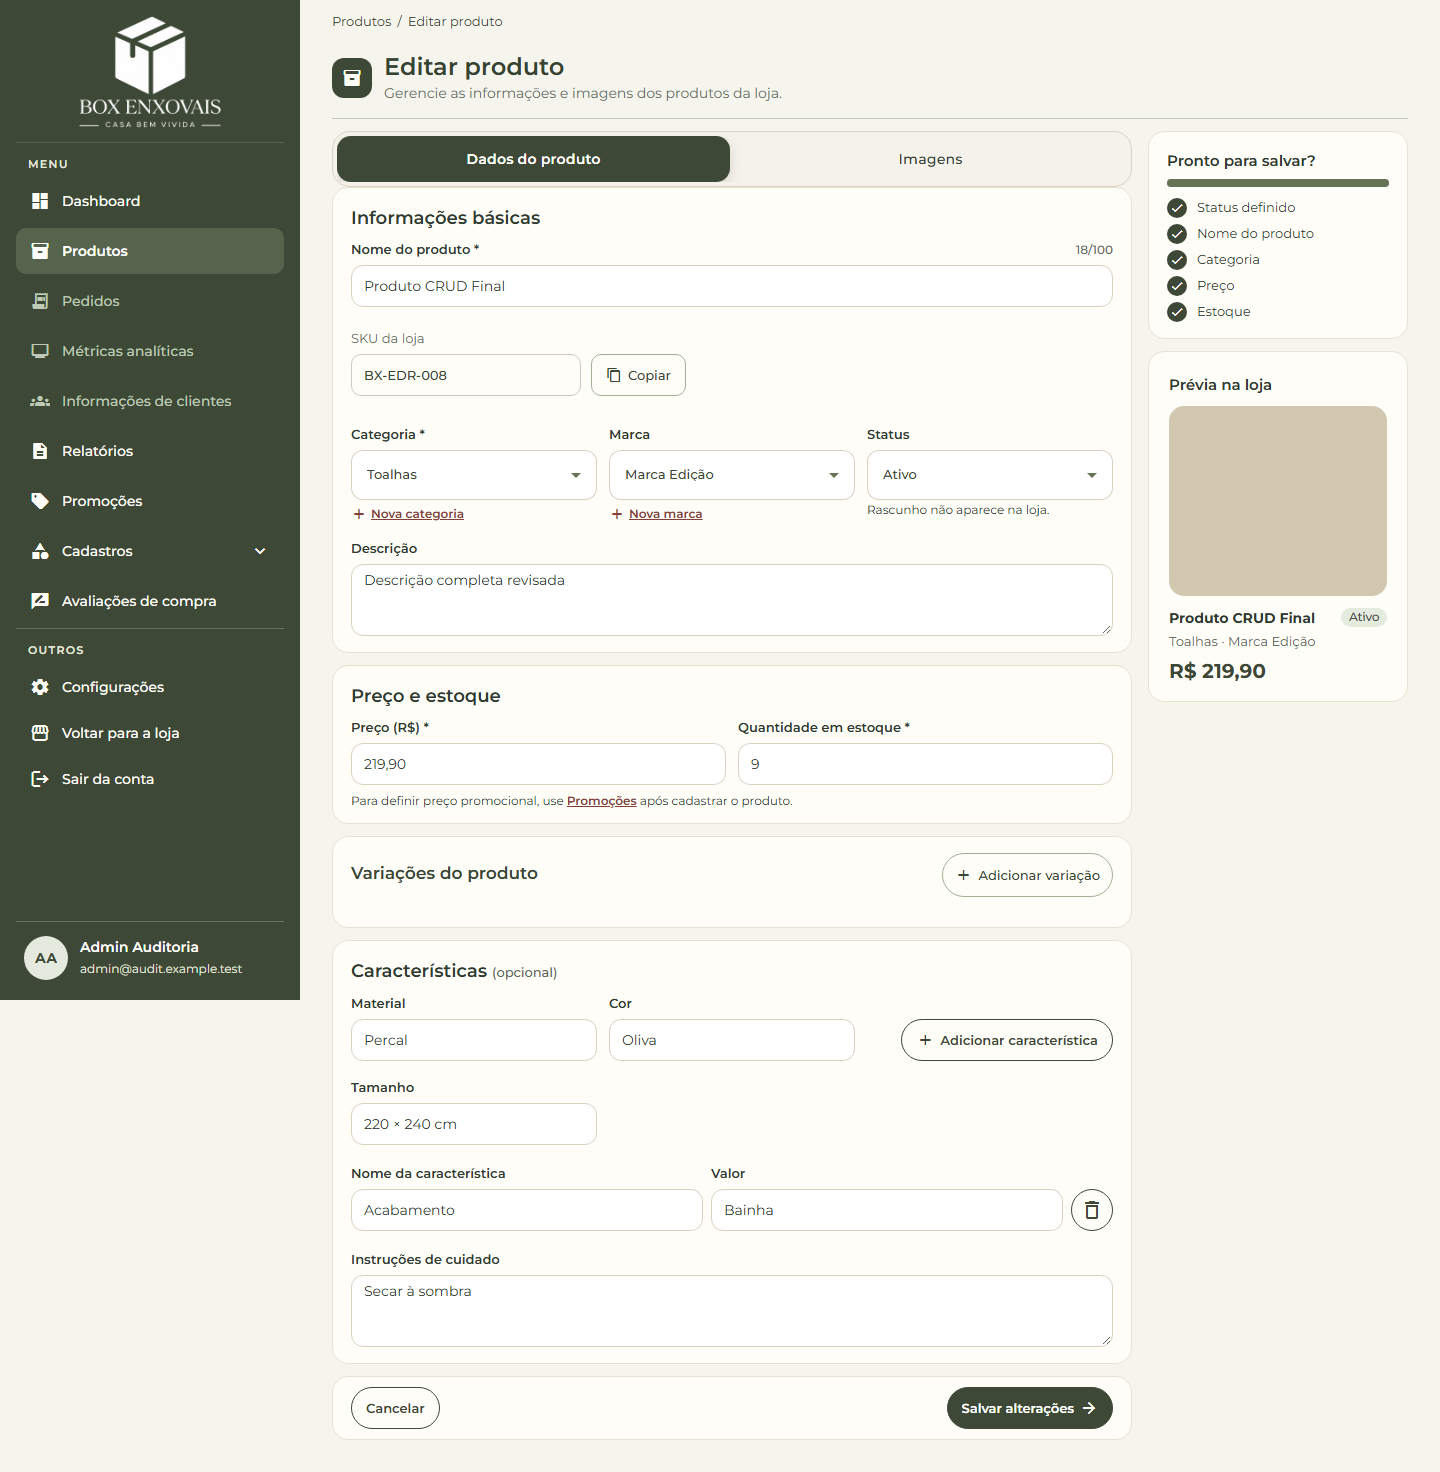 BOX ENXOVAIS
CASA BEM VIVIDA
MENU
Dashboard
Produtos
Pedidos
Métricas analíticas
Informações de clientes
Relatórios
Promoções
Cadastros
Avaliações de compra
OUTROS
Configurações
Voltar para a loja
Sair da conta
AA
Admin Auditoria
admin@audit.example.test
Produtos / Editar produto
Editar produto
Gerencie as informações e imagens dos produtos da loja.
Dados do produto
Imagens
Informações básicas
Nome do produto * 18/100
Produto CRUD Final
SKU da loja
BX-EDR-008
Copiar
Categoria * Marca Status
Toalhas Marca Edição Ativo
+ Nova categoria + Nova marca Rascunho não aparece na loja.
Descrição
Descrição completa revisada
Preço e estoque
Preço (R$) * Quantidade em estoque *
219,90 9
Para definir preço promocional, use Promoções após cadastrar o produto.
Variações do produto
+ Adicionar variação
Características (opcional)
Material Cor
Percal Oliva + Adicionar característica
Tamanho
220 × 240 cm
Nome da característica Valor
Acabamento Bainha
Instruções de cuidado
Secar à sombra
Cancelar
Salvar alterações →
Pronto para salvar?
Status definido
Nome do produto
Categoria
Preço
Estoque
Prévia na loja
Produto CRUD Final Ativo
Toalhas · Marca Edição
R$ 219,90